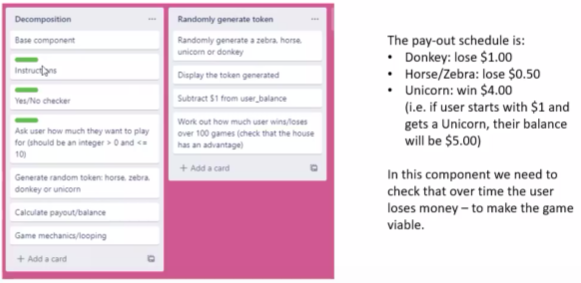 Decomposition
...
Base component
Instructions
Yes/No checker
Ask user how much they want to play
for (should be an integer > 0 and <=
10)
Generate random token: horse, zebra,
donkey or unicorn
Calculate payout/balance
Game mechanics/looping
+ Add a card
Randomly generate token
...
Randomly generate a zebra, horse,
unicorn or donkey
Display the token generated
Subtract $1 from user_balance
Work out how much user wins/loses
over 100 games (check that the house
has an advantage)
+ Add a card
The pay-out schedule is:
• Donkey: lose $1.00
• Horse/Zebra: lose $0.50
• Unicorn: win $4.00
(i.e. if user starts with $1 and
gets a Unicorn, their balance
will be $5.00)
In this component we need to
check that over time the user
loses money – to make the game
viable.